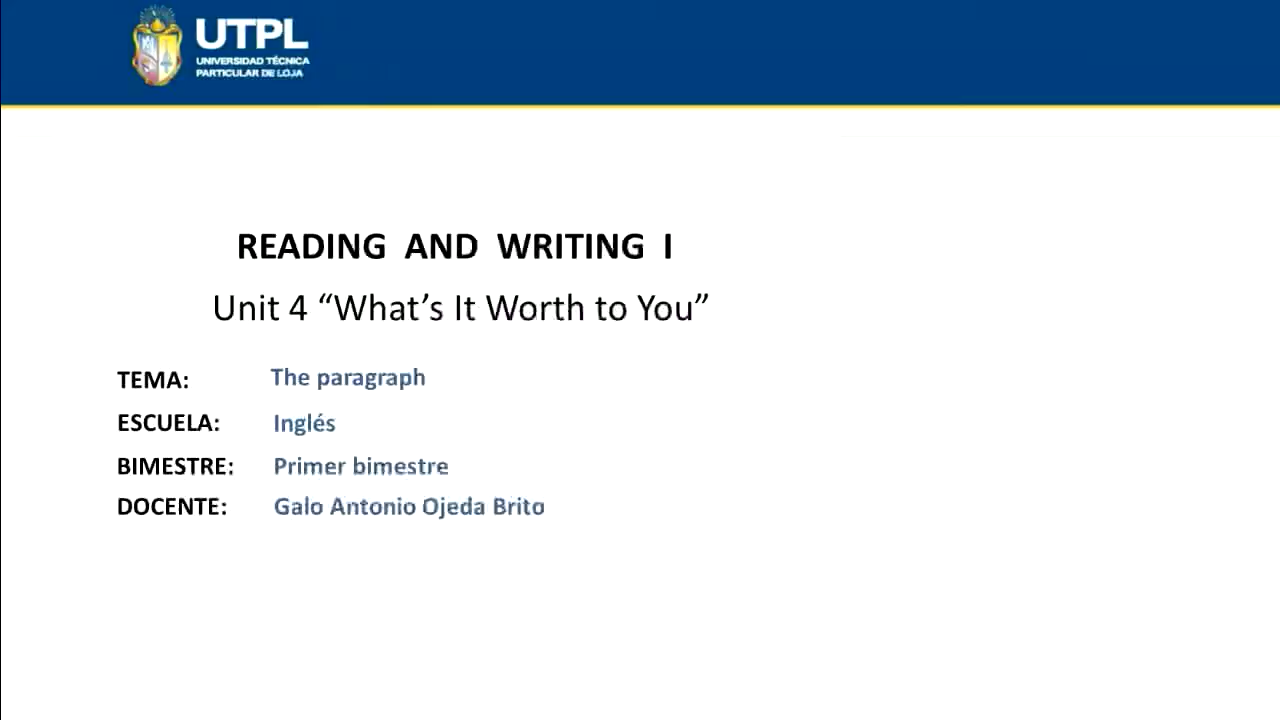 UTPL
UNIVERSIDAD TÉCNICA
PARTICULAR DE LOJA
READING AND WRITING I
Unit 4 “What’s It Worth to You”
TEMA: The paragraph
ESCUELA: Inglés
BIMESTRE: Primer bimestre
DOCENTE: Galo Antonio Ojeda Brito